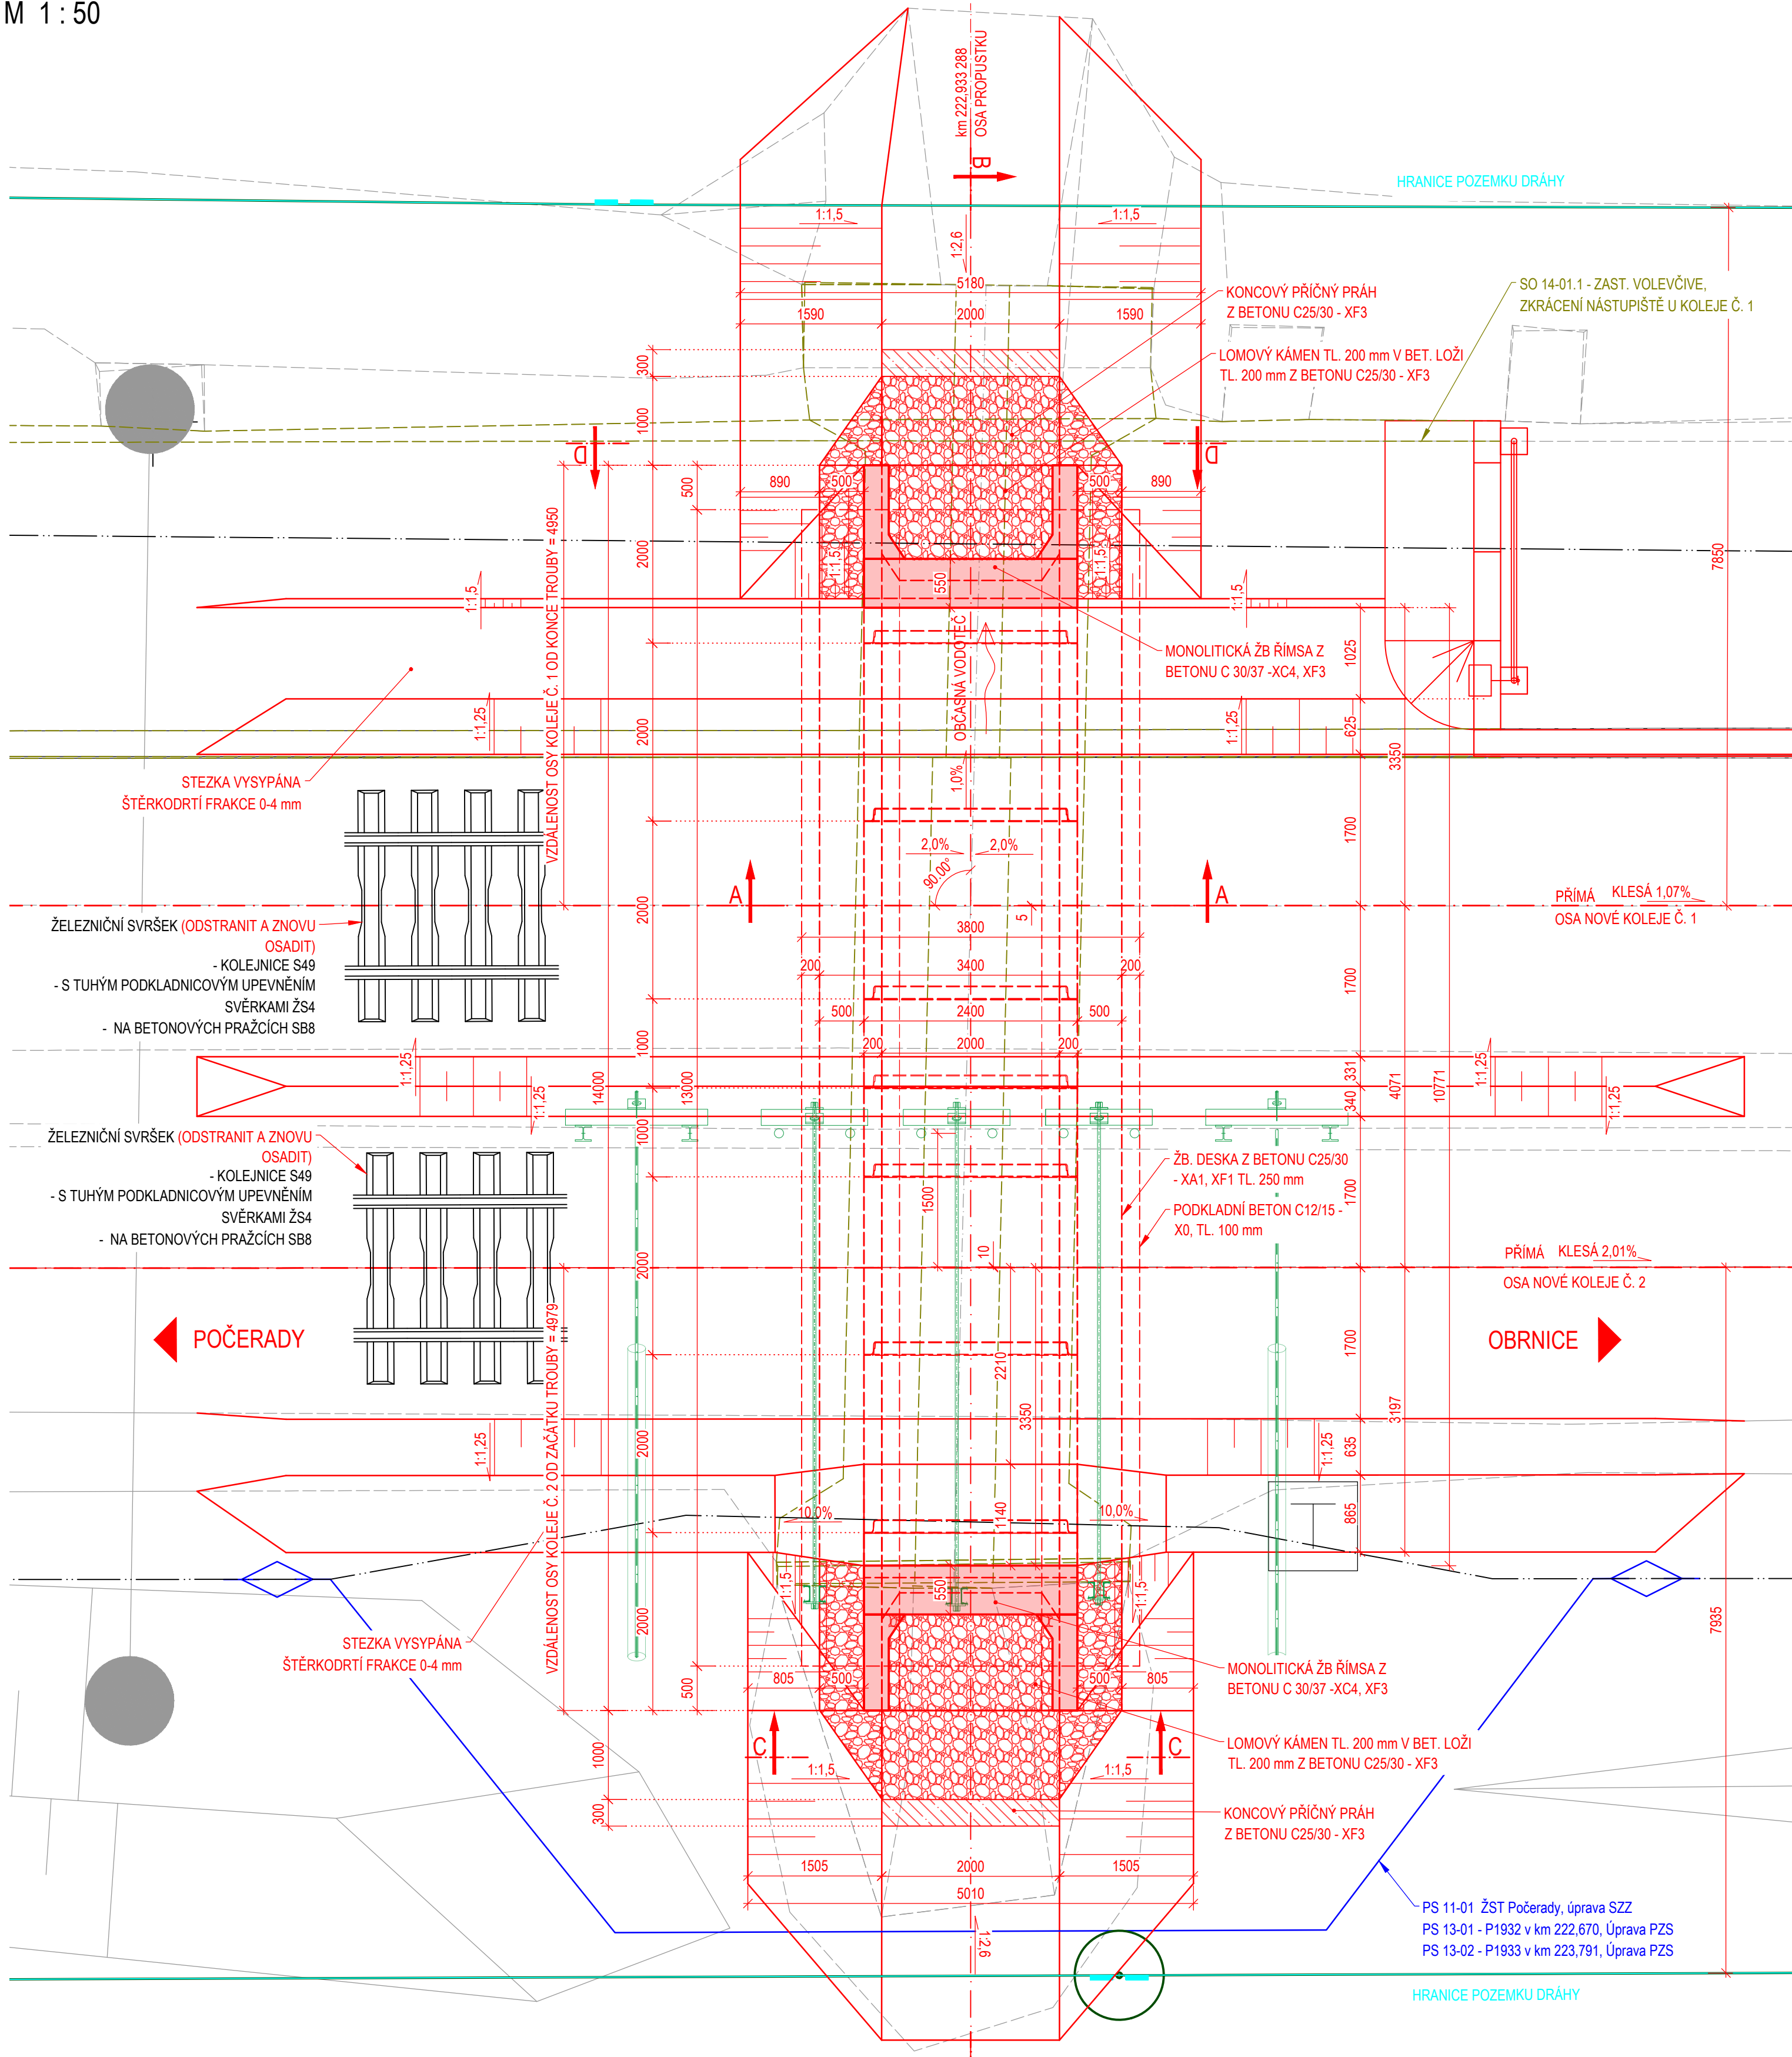 M 1 : 50
km 222,933 288
OSA PROPUSTKU
B
HRANICE POZEMKU DRÁHY
1:1,5
1:1,5
1:2,6
5180
1590
2000
1590
KONCOVÝ PŘÍČNÝ PRÁH
Z BETONU C25/30 - XF3
SO 14-01.1 - ZAST. VOLEVČIVE,
ZKRÁCENÍ NÁSTUPIŠTĚ U KOLEJE Č. 1
LOMOVÝ KÁMEN TL. 200 mm V BET. LOŽI
TL. 200 mm Z BETONU C25/30 - XF3
300
1000
D
D
890
500
500
890
500
2000
1:1,5
1:1,5
550
7850
1:1,5
1:1,5
VZDÁLENOST OSY KOLEJE Č. 1 OD KONCE TROUBY = 4950
OBČASNÁ VODOTEČ
MONOLITICKÁ ŽB ŘÍMSA Z
BETONU C 30/37 -XC4, XF3
1025
1:1,25
1:1,25
625
2000
3350
1,0%
STEZKA VYSYPÁNA
ŠTĚRKODRTÍ FRAKCE 0-4 mm
1700
2,0%
2,0%
90.00°
A
A
2000
5
PŘÍMÁ KLESÁ 1,07%
OSA NOVÉ KOLEJE Č. 1
ŽELEZNIČNÍ SVRŠEK (ODSTRANIT A ZNOVU
OSADIT)
- KOLEJNICE S49
- S TUHÝM PODKLADNICOVÝM UPEVNĚNÍM
SVĚRKAMI ŽS4
- NA BETONOVÝCH PRAŽCÍCH SB8
3800
200
3400
200
500
2400
500
200
2000
200
1700
1000
1:1,25
1:1,25
1:1,25
1:1,25
14000
13000
331
340
4071
10771
1000
ŽELEZNIČNÍ SVRŠEK (ODSTRANIT A ZNOVU
OSADIT)
- KOLEJNICE S49
- S TUHÝM PODKLADNICOVÝM UPEVNĚNÍM
SVĚRKAMI ŽS4
- NA BETONOVÝCH PRAŽCÍCH SB8
1500
ŽB. DESKA Z BETONU C25/30
- XA1, XF1 TL. 250 mm
PODKLADNÍ BETON C12/15 -
X0, TL. 100 mm
1700
10
2000
PŘÍMÁ KLESÁ 2,01%
OSA NOVÉ KOLEJE Č. 2
POČERADY
OBRNICE
VZDÁLENOST OSY KOLEJE Č. 2 OD ZAČÁTKU TROUBY = 4979
2210
3350
1700
3197
1:1,25
1:1,25
635
2000
1140
10,0%
10,0%
865
1:1,5
550
1:1,5
2000
7935
STEZKA VYSYPÁNA
ŠTĚRKODRTÍ FRAKCE 0-4 mm
MONOLITICKÁ ŽB ŘÍMSA Z
BETONU C 30/37 -XC4, XF3
500
805
500
500
805
LOMOVÝ KÁMEN TL. 200 mm V BET. LOŽI
TL. 200 mm Z BETONU C25/30 - XF3
C
C
1000
1:1,5
1:1,5
300
KONCOVÝ PŘÍČNÝ PRÁH
Z BETONU C25/30 - XF3
1505
2000
1505
5010
1:2,6
PS 11-01 ŽST Počerady, úprava SZZ
PS 13-01 - P1932 v km 222,670, Úprava PZS
PS 13-02 - P1933 v km 223,791, Úprava PZS
HRANICE POZEMKU DRÁHY